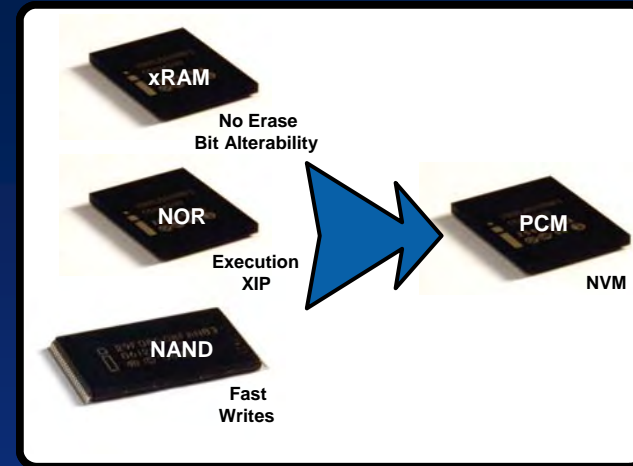 xRAM
No Erase
Bit Alterability
NOR
Execution
XIP
PCM
NVM
NAND
Fast
Writes